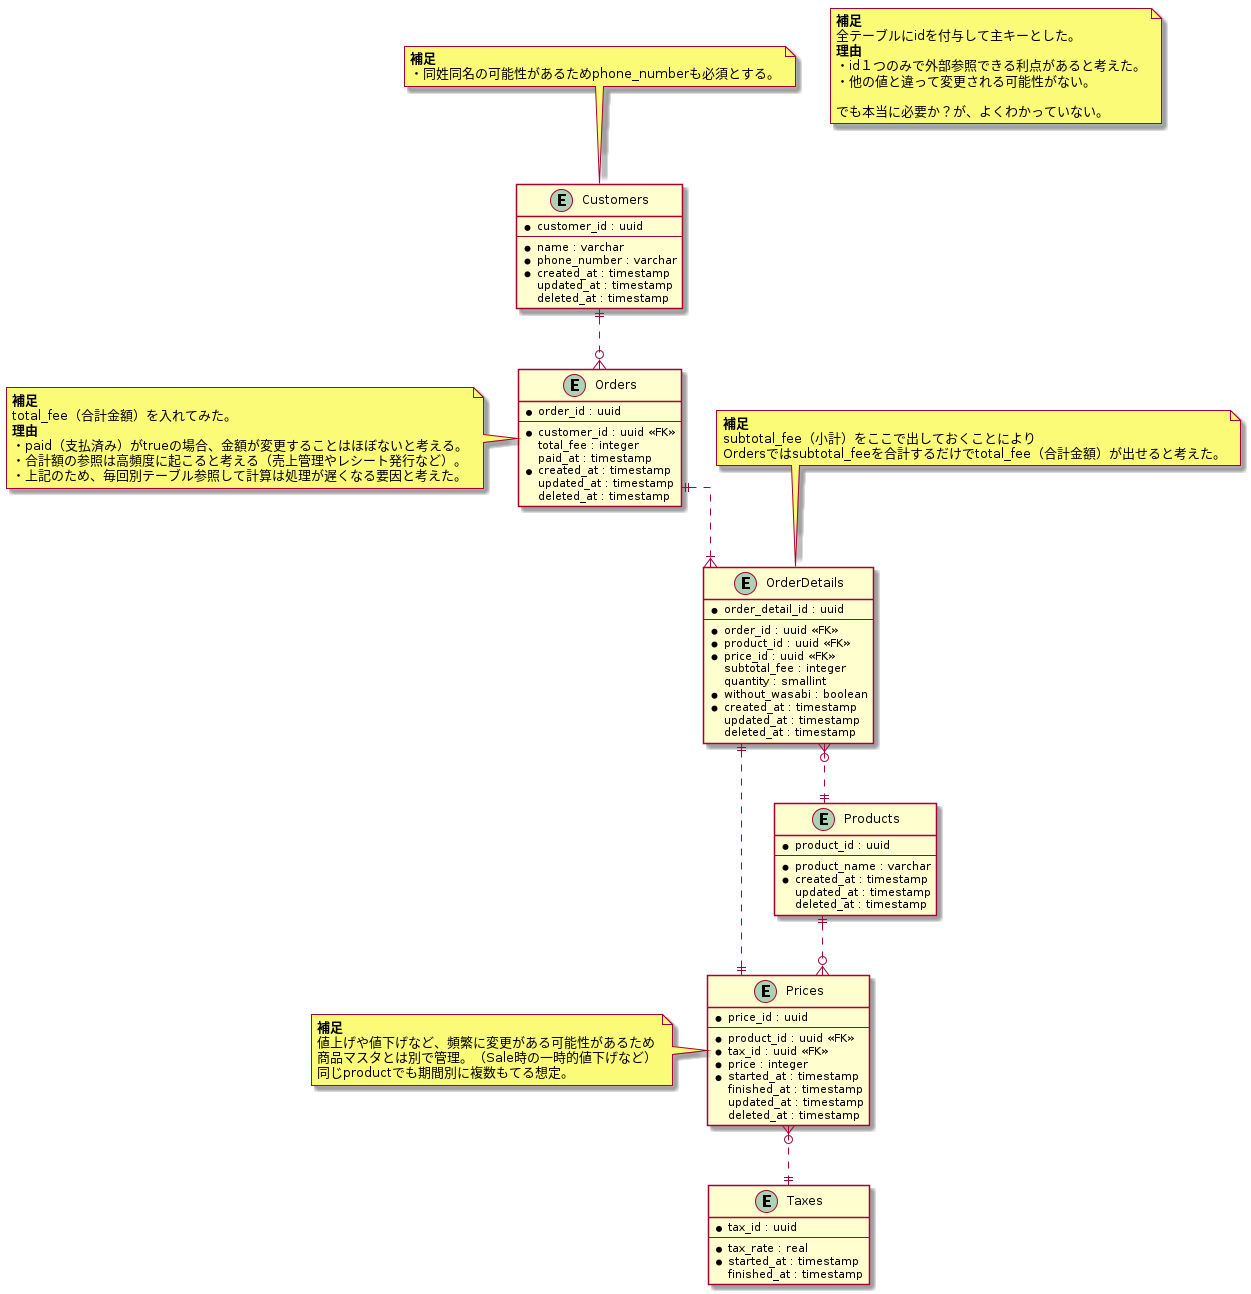 補足
全テーブルにidを付与して主キーとした。
理由
・id１つのみで外部参照できる利点があると考えた。
・他の値と違って変更される可能性がない。
でも本当に必要か？が、よくわかっていない。
補足
・同姓同名の可能性があるためphone_numberも必須とする。
E Customers
customer_id : uuid
name : varchar
phone_number : varchar
created_at : timestamp
updated_at : timestamp
deleted_at : timestamp
補足
total_fee（合計金額）を入れてみた。
理由
・paid（支払済み）がtrueの場合、金額が変更することはほぼないと考える。
・合計額の参照は高頻度に起こると考える（売上管理やレシート発行など）。
・上記のため、毎回別テーブル参照して計算は処理が遅くなる要因と考えた。
E Orders
order_id : uuid
customer_id : uuid «FK»
total_fee : integer
paid_at : timestamp
created_at : timestamp
updated_at : timestamp
deleted_at : timestamp
補足
subtotal_fee（小計）をここで出しておくことにより
Ordersではsubtotal_feeを合計するだけでtotal_fee（合計金額）が出せると考えた。
E OrderDetails
order_detail_id : uuid
order_id : uuid «FK»
product_id : uuid «FK»
price_id : uuid «FK»
subtotal_fee : integer
quantity : smallint
without_wasabi : boolean
created_at : timestamp
updated_at : timestamp
deleted_at : timestamp
E Products
product_id : uuid
product_name : varchar
created_at : timestamp
updated_at : timestamp
deleted_at : timestamp
補足
値上げや値下げなど、頻繁に変更がある可能性があるため
商品マスタとは別で管理。（Sale時の一時的値下げなど）
同じproductでも期間別に複数もてる想定。
E Prices
price_id : uuid
product_id : uuid «FK»
tax_id : uuid «FK»
price : integer
started_at : timestamp
finished_at : timestamp
updated_at : timestamp
deleted_at : timestamp
E Taxes
tax_id : uuid
tax_rate : real
started_at : timestamp
finished_at : timestamp